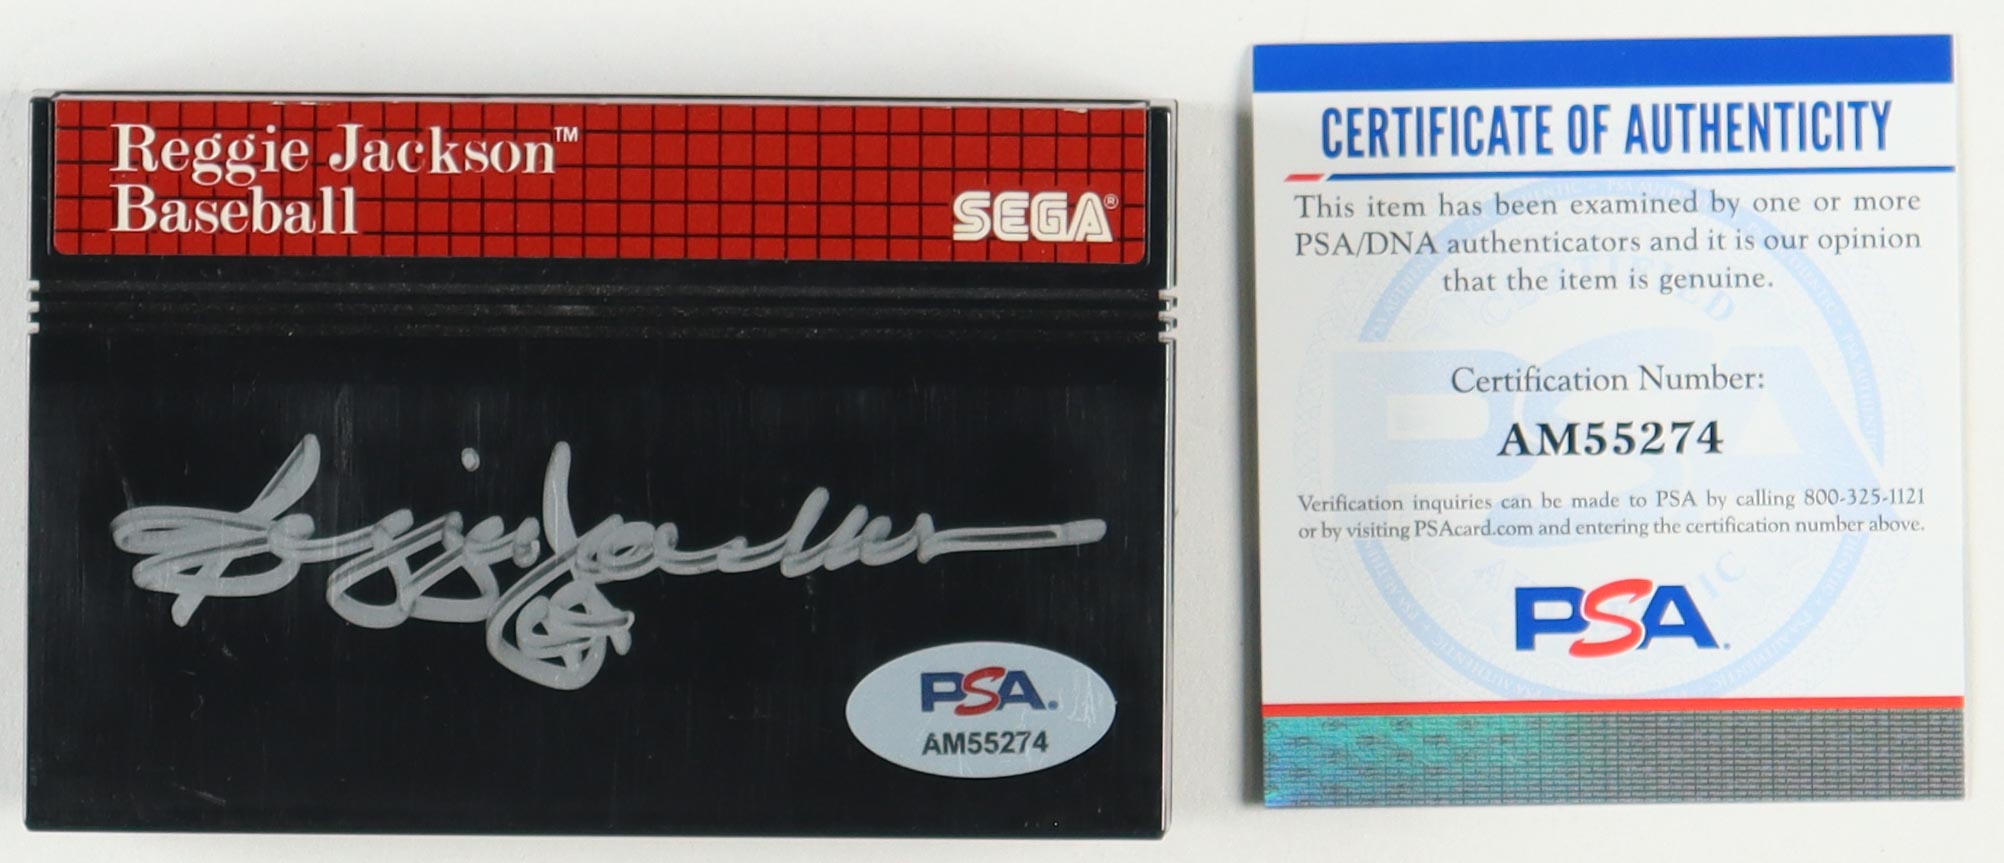 Reggie Jackson™
Baseball
SEGA®
Reggie Jackson
PSA.
AM55274
CERTIFICATE OF AUTHENTICITY
This item has been examined by one or more
PSA/DNA authenticators and it is our opinion
that the item is genuine.
Certification Number:
AM55274
Verification inquiries can be made to PSA by calling 800-325-1121
or by visiting PSAcard.com and entering the certification number above.
PSA.